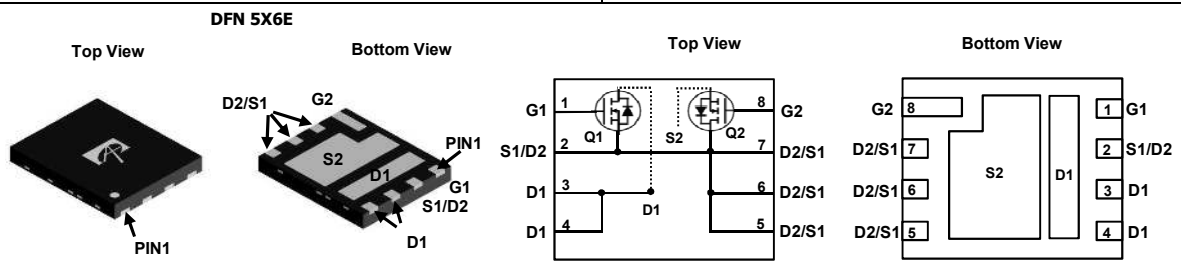 DFN 5X6E
Top View
Bottom View
Top View
Bottom View
D2/S1
G2
S2
D1
PIN1
G1
S1/D2
D1
PIN1
G1
1
8
G2
Q1
S2
Q2
S1/D2
2
7
D2/S1
D1
3
6
D2/S1
D1
D1
4
5
D2/S1
G2
8
1
G1
D2/S1
7
2
S1/D2
S2
D1
D2/S1
6
3
D1
D2/S1
5
4
D1